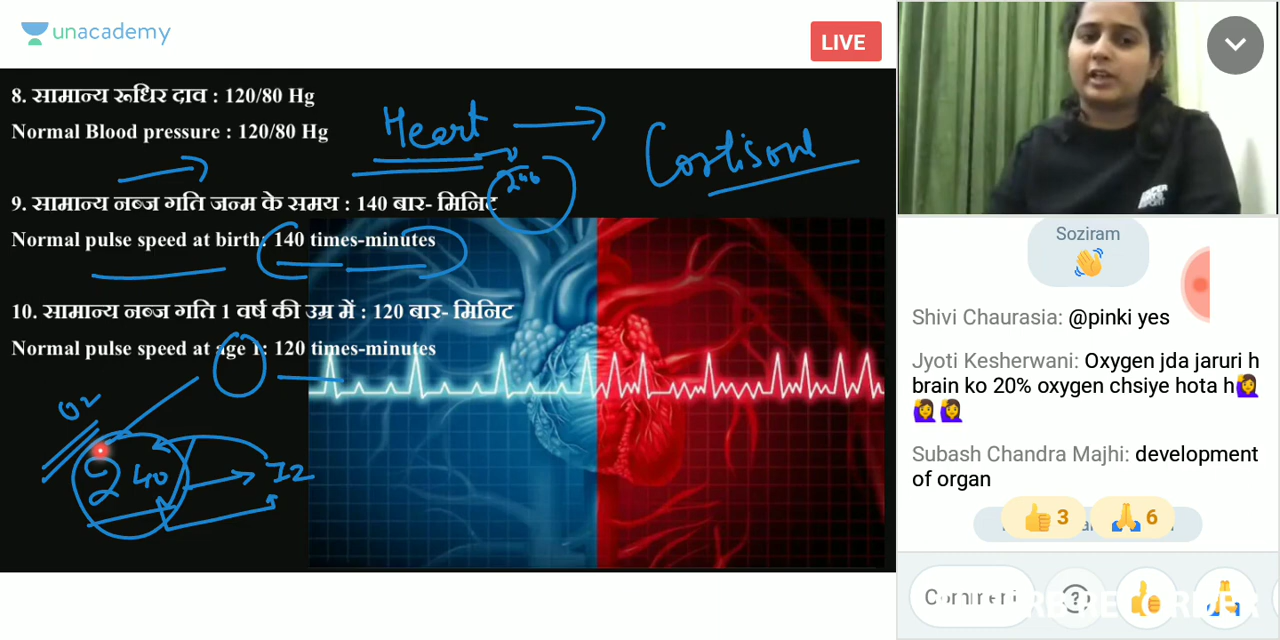 unacademy
LIVE
8. सामान्य रूधिर दाव : 120/80 Hg
Normal Blood pressure : 120/80 Hg
Heart
Cortisone
240
9. सामान्य नब्ज गति जन्म के समय : 140 बार- मिनिट
Normal pulse speed at birth: 140 times-minutes
10. सामान्य नब्ज गति 1 वर्ष की उम्र में : 120 बार- मिनिट
Normal pulse speed at age 1: 120 times-minutes
O2
240
72
Soziram
Shivi Chaurasia: @pinki yes
Jyoti Kesherwani: Oxygen jda jaruri h
brain ko 20% oxygen chsiye hota h🙋‍♀️
🙋‍♀️🙋‍♀️
Subash Chandra Majhi: development
of organ
3
6